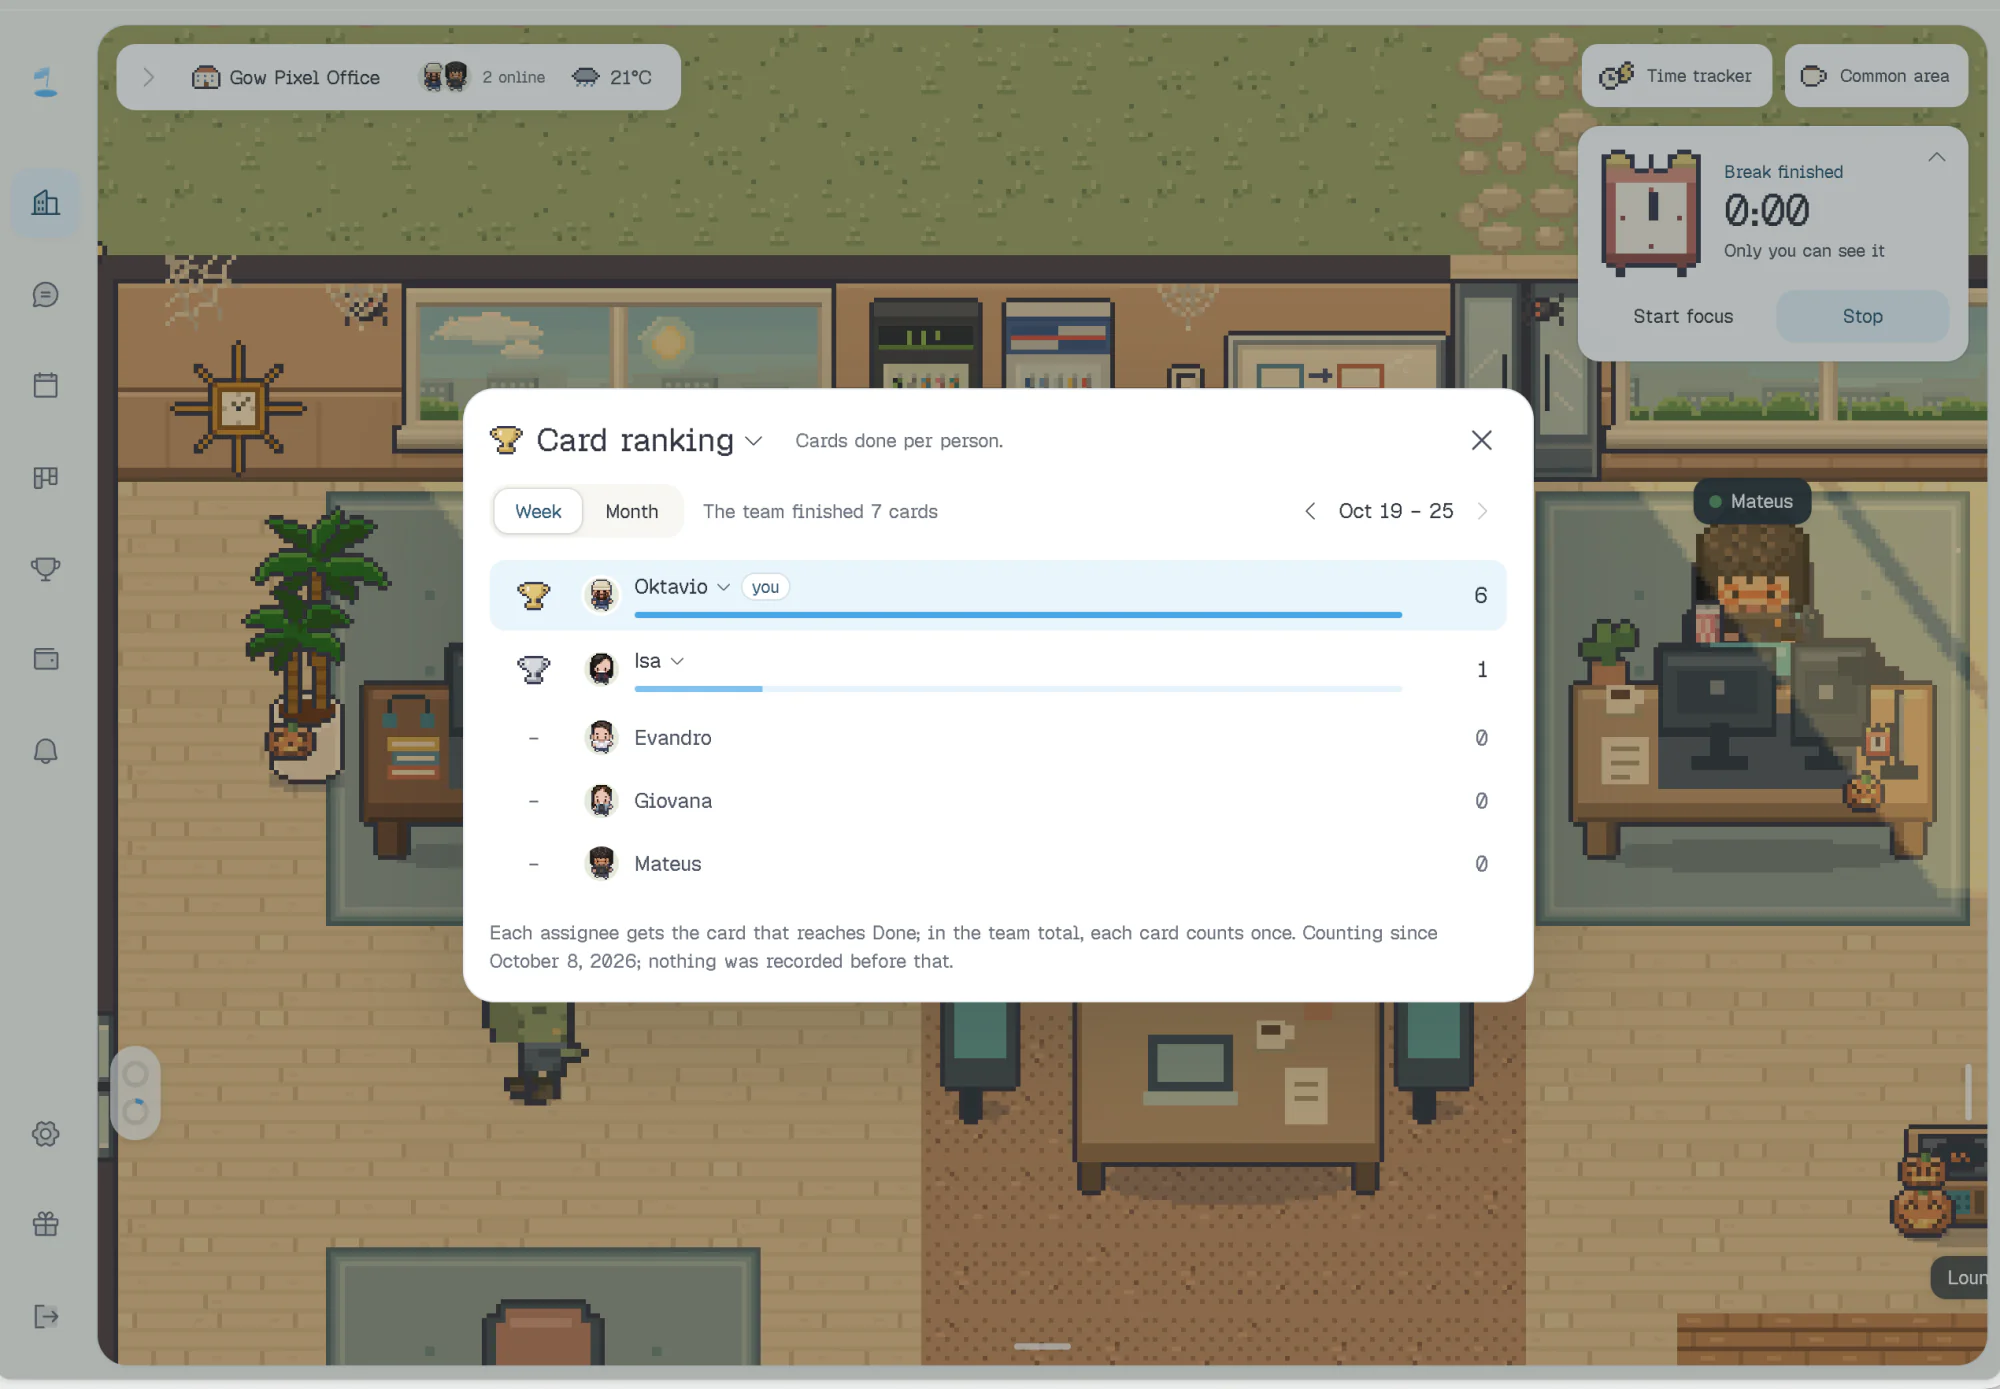 Gow Pixel Office
2 online
21°C
Time tracker
Common area
Break finished
0:00
Only you can see it
Start focus
Stop
Card ranking
Cards done per person.
Week
Month
The team finished 7 cards
Oct 19 – 25
Oktavio
you
6
Isa
1
–
Evandro
0
–
Giovana
0
–
Mateus
0
Each assignee gets the card that reaches Done; in the team total, each card counts once. Counting since
October 8, 2026; nothing was recorded before that.
Mateus